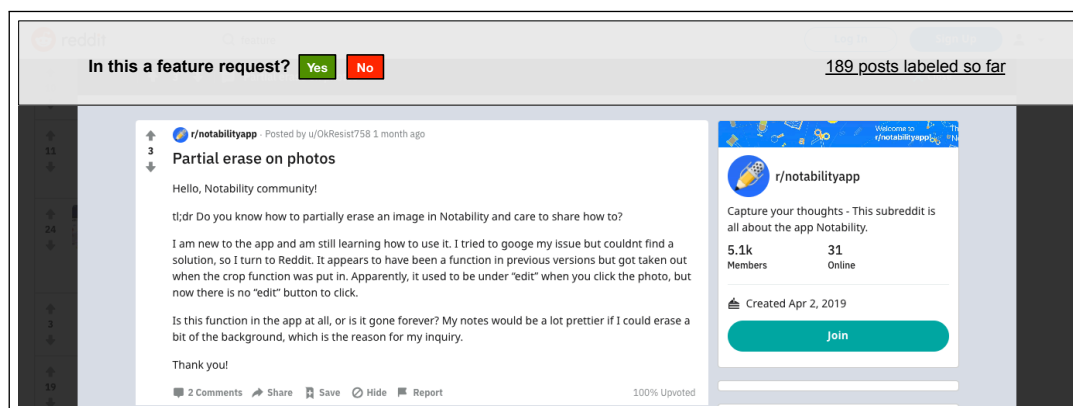 reddit
In this a feature request? Yes No
189 posts labeled so far
11
24
3
19
3
r/notabilityapp · Posted by u/OkResist758 1 month ago
Partial erase on photos
Hello, Notability community!
tl;dr Do you know how to partially erase an image in Notability and care to share how to?
I am new to the app and am still learning how to use it. I tried to googe my issue but couldnt find a
solution, so I turn to Reddit. It appears to have been a function in previous versions but got taken out
when the crop function was put in. Apparently, it used to be under “edit” when you click the photo, but
now there is no “edit” button to click.
Is this function in the app at all, or is it gone forever? My notes would be a lot prettier if I could erase a
bit of the background, which is the reason for my inquiry.
Thank you!
2 Comments Share Save Hide Report 100% Upvoted
Welcome to
r/notabilityapp!
r/notabilityapp
Capture your thoughts - This subreddit is
all about the app Notability.
5.1k 31
Members Online
Created Apr 2, 2019
Join